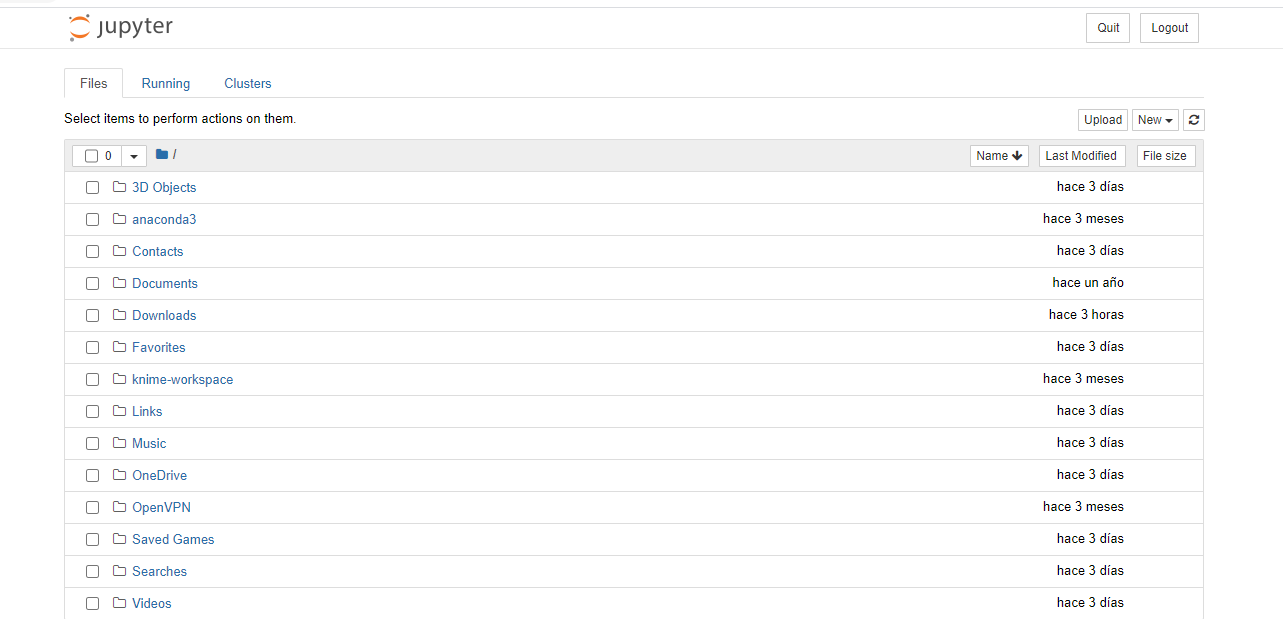 jupyter Quit Logout
Files Running Clusters
Select items to perform actions on them. Upload New
0 / Name Last Modified File size
3D Objects hace 3 días
anaconda3 hace 3 meses
Contacts hace 3 días
Documents hace un año
Downloads hace 3 horas
Favorites hace 3 días
knime-workspace hace 3 meses
Links hace 3 días
Music hace 3 días
OneDrive hace 3 días
OpenVPN hace 3 meses
Saved Games hace 3 días
Searches hace 3 días
Videos hace 3 días